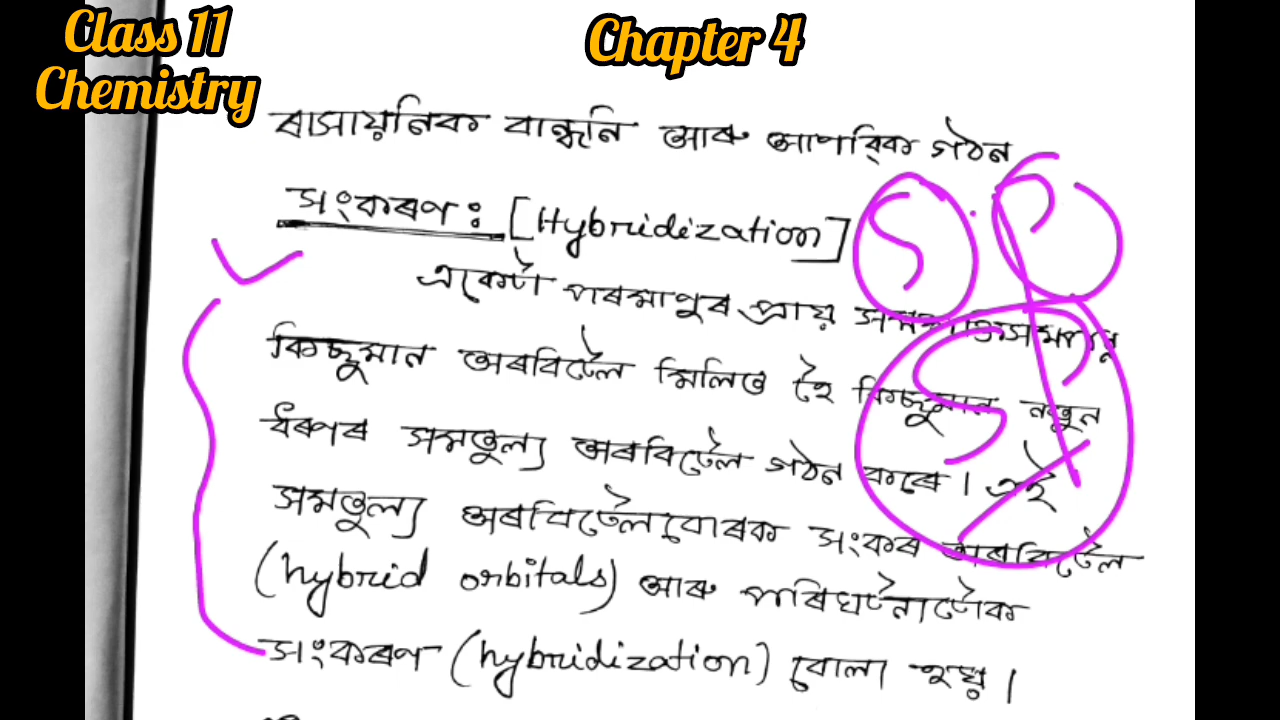 Class 11
Chemistry
Chapter 4
ৰাসায়নিক বান্ধনি আৰু আণৱিক গঠন
সংকৰণ : [Hybridization]
একেটা পৰমাণুৰ প্ৰায় সমশক্তিসম্পন্ন
কিছুমান অৰবিটেল মিলিত হৈ কিছুমান নতুন
ধৰণৰ সমতুল্য অৰবিটেল গঠন কৰে। এই
সমতুল্য অৰবিটেলবোৰক সংকৰ অৰবিটেল
(hybrid orbitals) আৰু পৰিঘটনাটোক
সংকৰণ (hybridization) বোলা হয়।
S P
SP